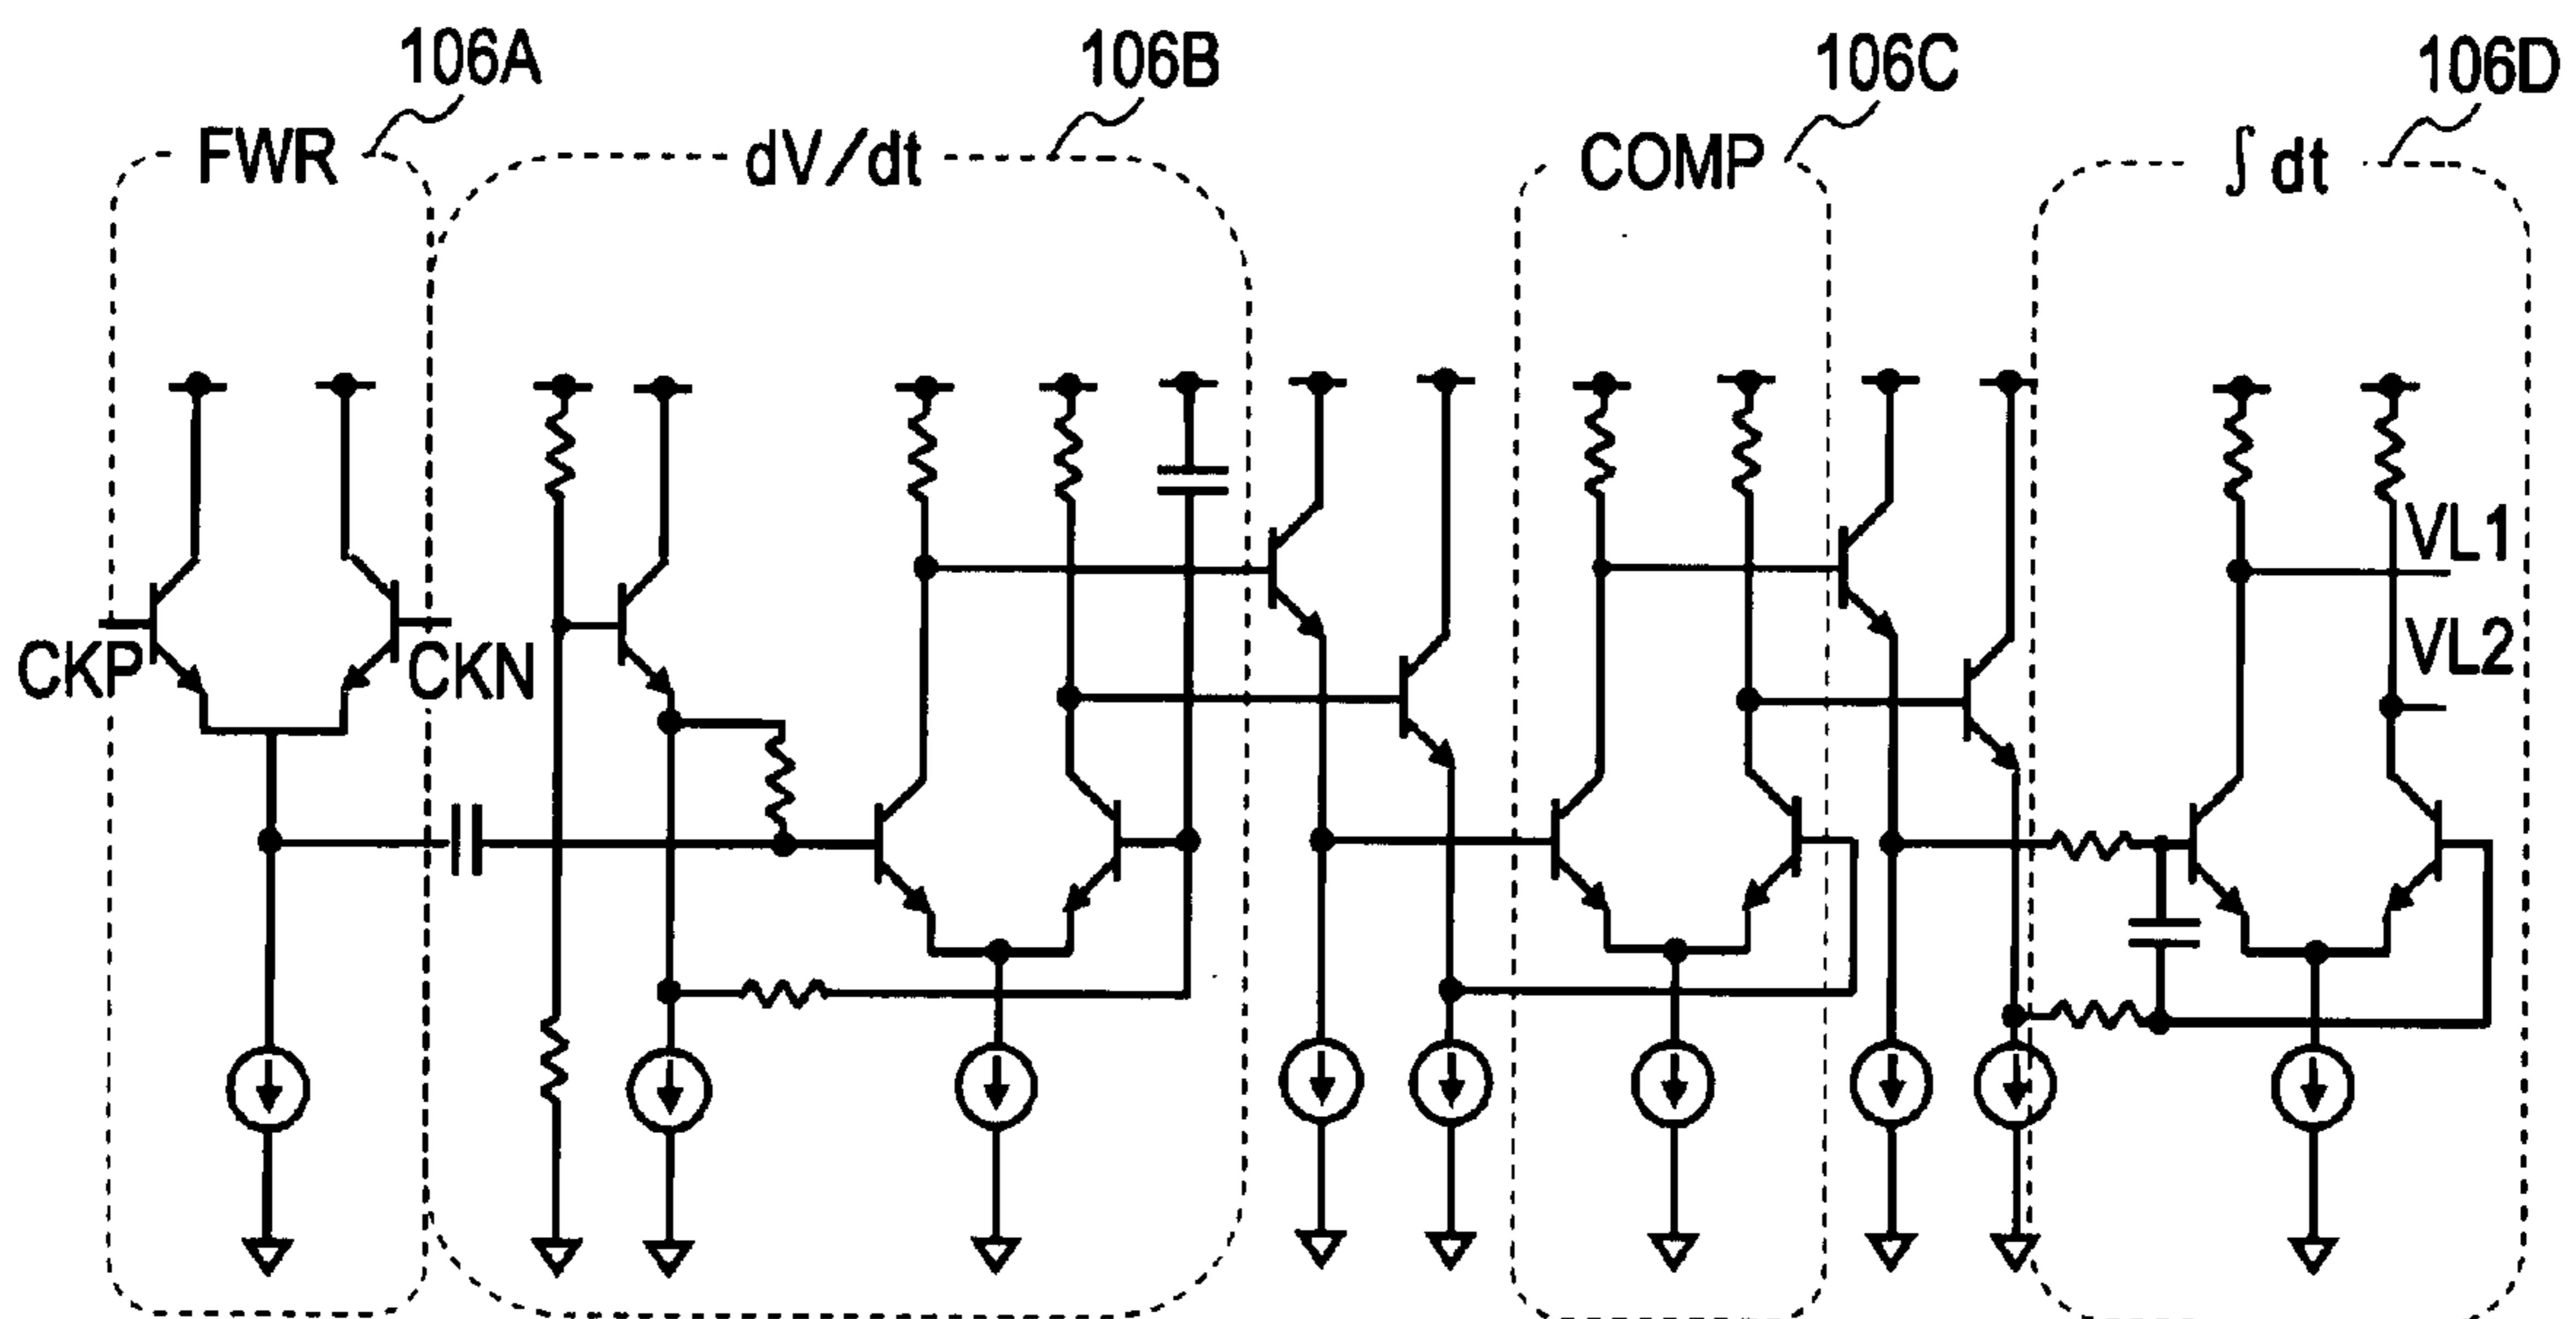 106A
106B
106C
106D
FWR
dV/dt
COMP
∫ dt
VL1
VL2
CKP
CKN